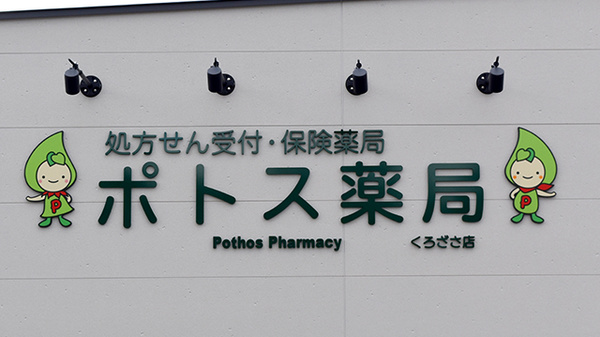 処方せん受付・保険薬局
ポトス薬局
Pothos Pharmacy
くろざさ店
P
P